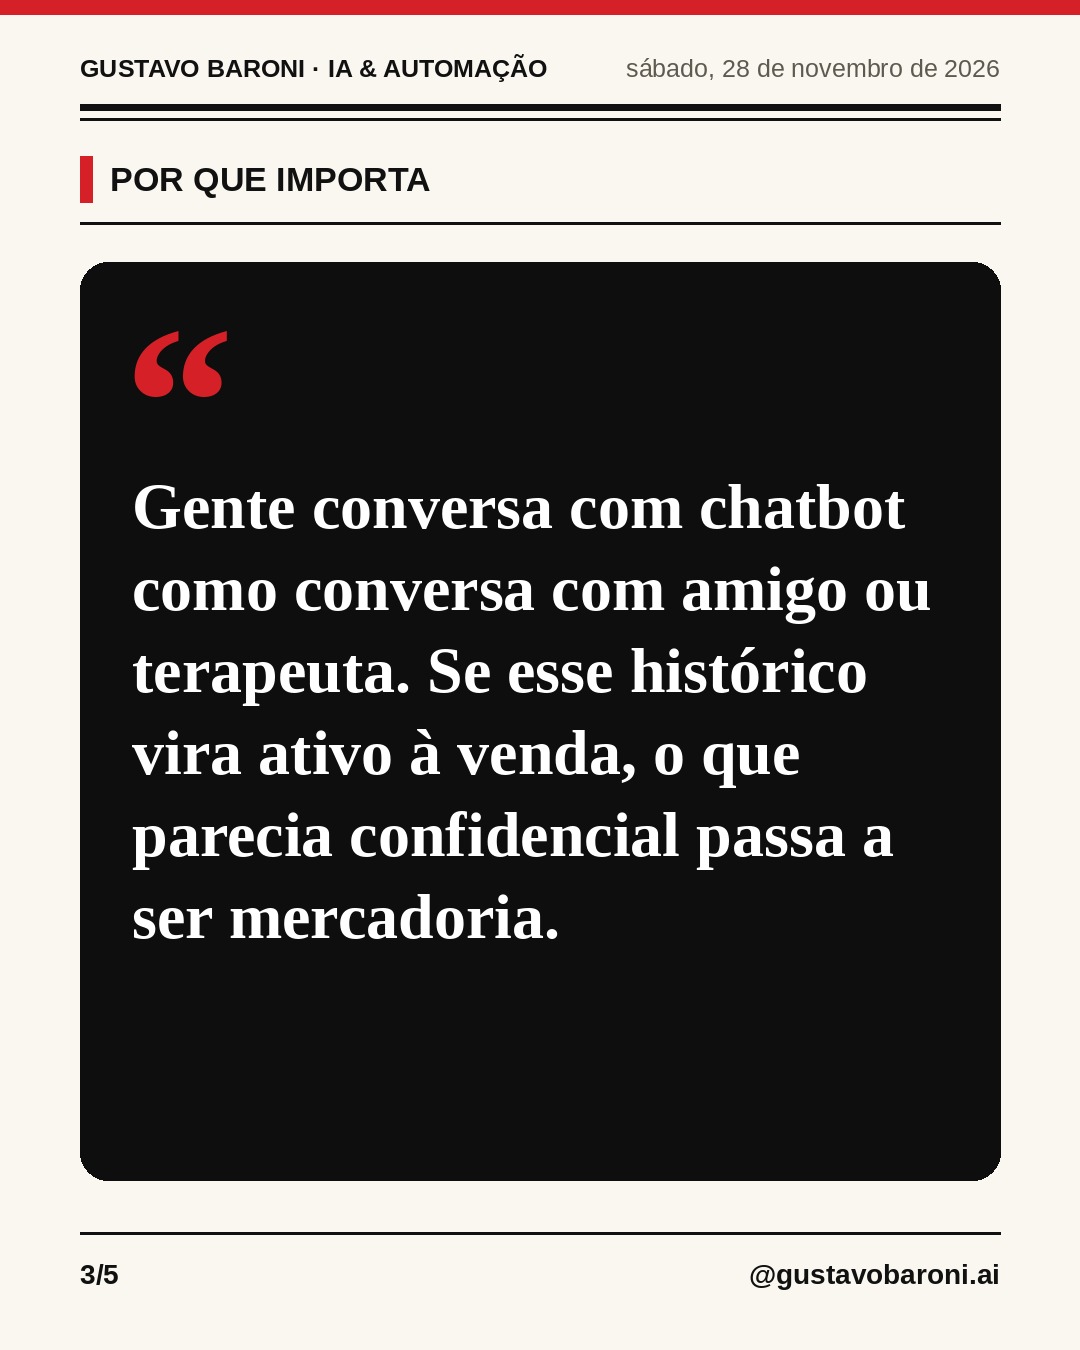 GUSTAVO BARONI · IA & AUTOMAÇÃO
sábado, 28 de novembro de 2026
POR QUE IMPORTA
“
Gente conversa com chatbot
como conversa com amigo ou
terapeuta. Se esse histórico
vira ativo à venda, o que
parecia confidencial passa a
ser mercadoria.
3/5
@gustavobaroni.ai